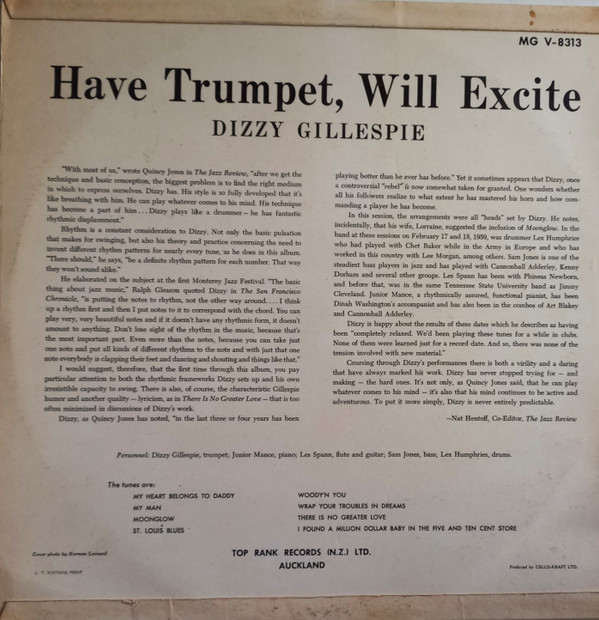 MG V-8313
Have Trumpet, Will Excite
DIZZY GILLESPIE
"With most of us," wrote Quincy Jones in The Jazz Review, "after we get the
technique and basic conception, the biggest problem is to find the right medium
in which to express ourselves. Dizzy has. His style is so fully developed that it's
like breathing with him. He can play whatever comes to his mind. His technique
has become a part of him . . . Dizzy plays like a drummer – he has fantastic
rhythmic displacement."
Rhythm is a constant consideration to Dizzy. Not only the basic pulsation
that makes for swinging, but also his theory and practice concerning the need to
invent different rhythm patterns for nearly every tune, as he does in this album.
"There should," he says, "be a definite rhythm pattern for each number. That way
they won't sound alike."
He elaborated on the subject at the first Monterey Jazz Festival. "The basic
thing about jazz music," Ralph Gleason quoted Dizzy in The San Francisco
Chronicle, "is putting the notes to rhythm, not the other way around. . . . I think
up a rhythm first and then I put notes to it to correspond with the chord. You can
play very, very beautiful notes and if it doesn't have any rhythmic form, it doesn't
amount to anything. Don't lose sight of the rhythm in the music, because that's
the most important part. Even more than the notes, because you can take just
one note and put all kinds of different rhythms to the note and with just that one
note everybody is clapping their feet and dancing and shouting and things like that."
I would suggest, therefore, that the first time through this album, you pay
particular attention to both the rhythmic frameworks Dizzy sets up and his own
irresistible capacity to swing. There is also, of course, the characteristic Gillespie
humor and another quality – lyricism, as in There Is No Greater Love – that is too
often minimized in discussions of Dizzy's work.
Dizzy, as Quincy Jones has noted, "in the last three or four years has been
playing better than he ever has before." Yet it sometimes appears that Dizzy, once
a controversial "rebel" is now somewhat taken for granted. One wonders whether
all his followers realize to what extent he has mastered his horn and how com-
manding a player he has become.
In this session, the arrangements were all "heads" set by Dizzy. He notes,
incidentally, that his wife, Lorraine, suggested the inclusion of Moonglow. In the
band at these sessions on February 17 and 18, 1959, was drummer Lex Humphries
who had played with Chet Baker while in the Army in Europe and who has
worked in this country with Lee Morgan, among others. Sam Jones is one of the
steadiest bass players in jazz and has played with Cannonball Adderley, Kenny
Dorham and several other groups. Les Spann has been with Phineas Newborn,
and before that, was in the same Tennessee State University band as Jimmy
Cleveland. Junior Mance, a rhythmically assured, functional pianist, has been
Dinah Washington's accompanist and has also been in the combos of Art Blakey
and Cannonball Adderley.
Dizzy is happy about the results of these dates which he describes as having
been "completely relaxed. We'd been playing these tunes for a while in clubs.
None of them were learned just for a record date. And so, there was none of the
tension involved with new material."
Coursing through Dizzy's performances there is both a virility and a daring
that have always marked his work. Dizzy has never stopped trying for – and
making – the hard ones. It's not only, as Quincy Jones said, that he can play
whatever comes to his mind – it's also that his mind continues to be active and
adventurous. To put it more simply, Dizzy is never entirely predictable.
–Nat Hentoff, Co-Editor, The Jazz Review
Personnel: Dizzy Gillespie, trumpet; Junior Mance, piano; Les Spann, flute and guitar; Sam Jones, bass; Lex Humphries, drums.
The tunes are:
MY HEART BELONGS TO DADDY
MY MAN
MOONGLOW
ST. LOUIS BLUES
WOODY'N YOU
WRAP YOUR TROUBLES IN DREAMS
THERE IS NO GREATER LOVE
I FOUND A MILLION DOLLAR BABY IN THE FIVE AND TEN CENT STORE
Cover photo by Herman Leonard
TOP RANK RECORDS (N.Z.) LTD.
AUCKLAND
Produced by CELLO-KRAFT LTD.